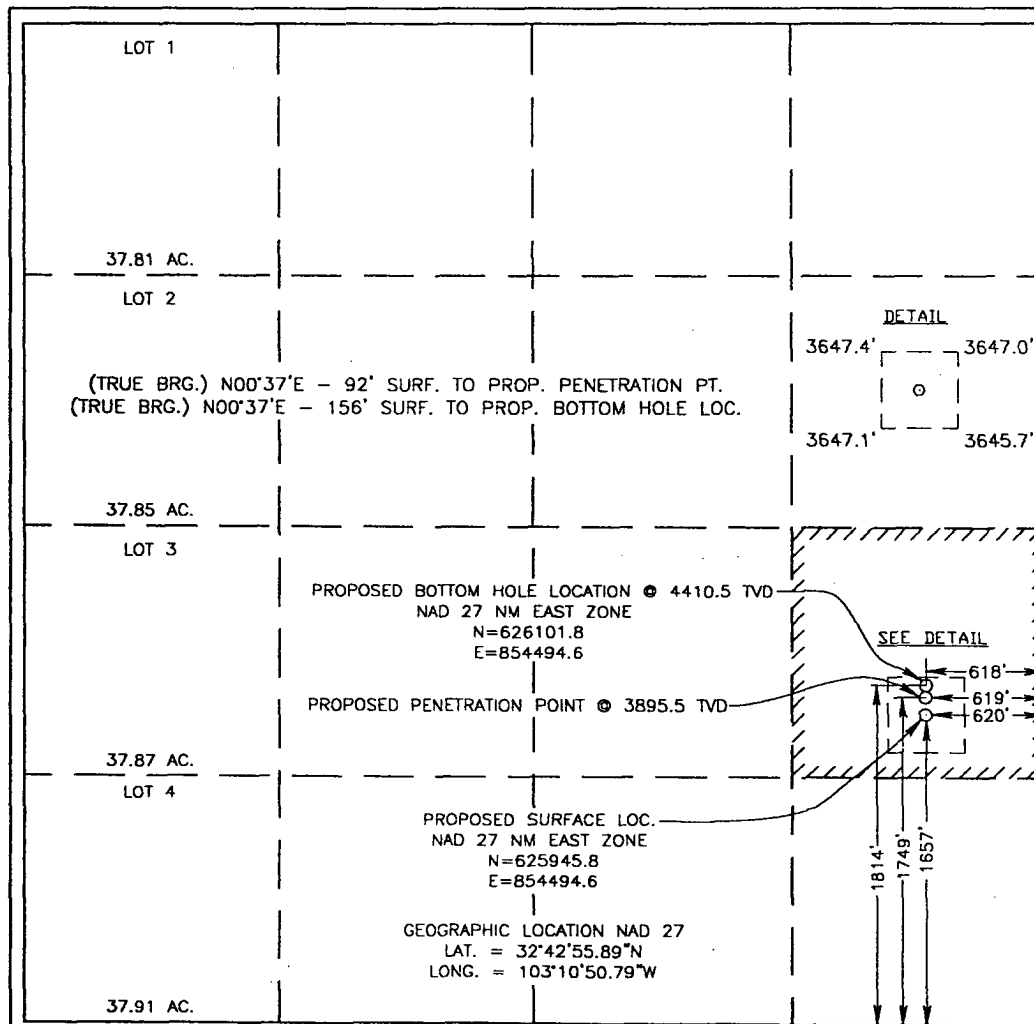 LOT 1
37.81 AC.
LOT 2
DETAIL
3647.4'
3647.0'
(TRUE BRG.) N00°37'E - 92' SURF. TO PROP. PENETRATION PT.
(TRUE BRG.) N00°37'E - 156' SURF. TO PROP. BOTTOM HOLE LOC.
3647.1'
3645.7'
37.85 AC.
LOT 3
PROPOSED BOTTOM HOLE LOCATION @ 4410.5 TVD
NAD 27 NM EAST ZONE
N=626101.8
E=854494.6
SEE DETAIL
618'
PROPOSED PENETRATION POINT @ 3895.5 TVD
619'
620'
37.87 AC.
LOT 4
PROPOSED SURFACE LOC.
NAD 27 NM EAST ZONE
N=625945.8
E=854494.6
1814'
1749'
1657'
GEOGRAPHIC LOCATION NAD 27
LAT. = 32°42'55.89"N
LONG. = 103°10'50.79"W
37.91 AC.